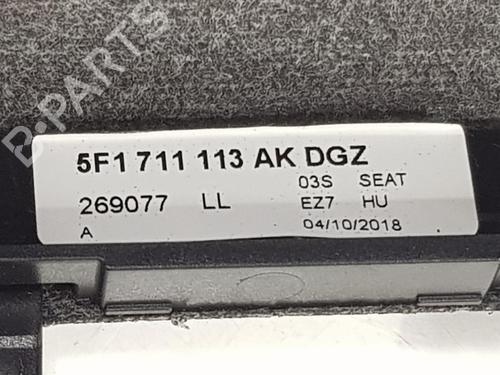 B-PARTS
5F1 711 113 AK DGZ
269077 LL 03S SEAT
A EZ7 HU
04/10/2018